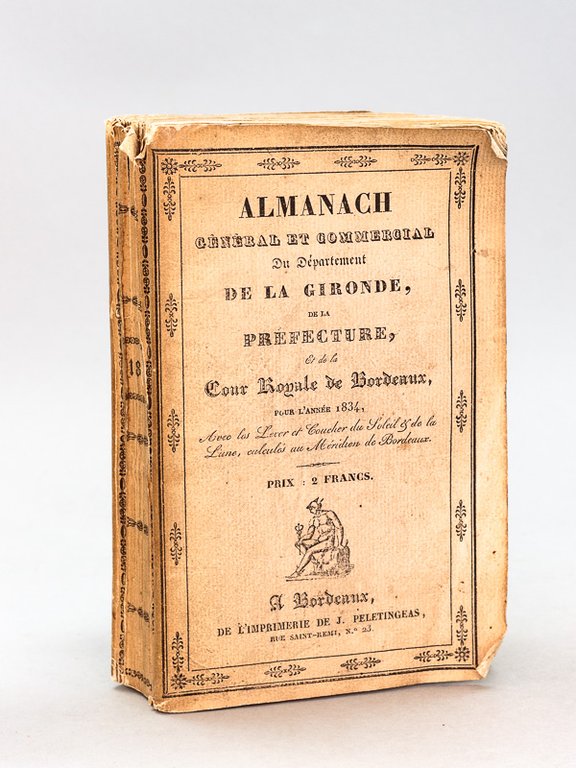 ALMANACH
GÉNÉRAL ET COMMERCIAL
Du Département
DE LA GIRONDE,
DE LA
PRÉFECTURE,
Et de la
Cour Royale de Bordeaux,
POUR L'ANNÉE 1834,
Avec les Lever et Coucher du Soleil & de la
Lune, calculés au Méridien de Bordeaux.
PRIX : 2 FRANCS.
A Bordeaux,
DE L'IMPRIMERIE DE J. PELETINGEAS,
RUE SAINT-REMI, N.º 23.
18